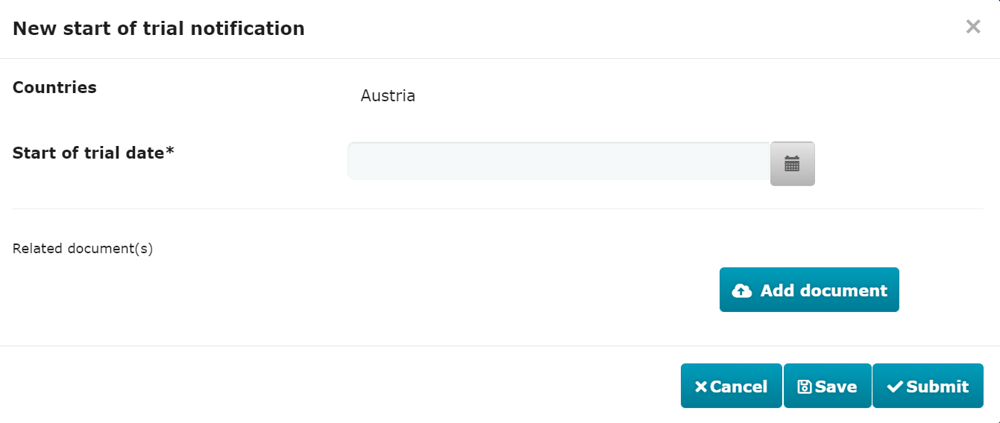 New start of trial notification
Countries
Austria
Start of trial date*
Related document(s)
Add document
Cancel
Save
Submit